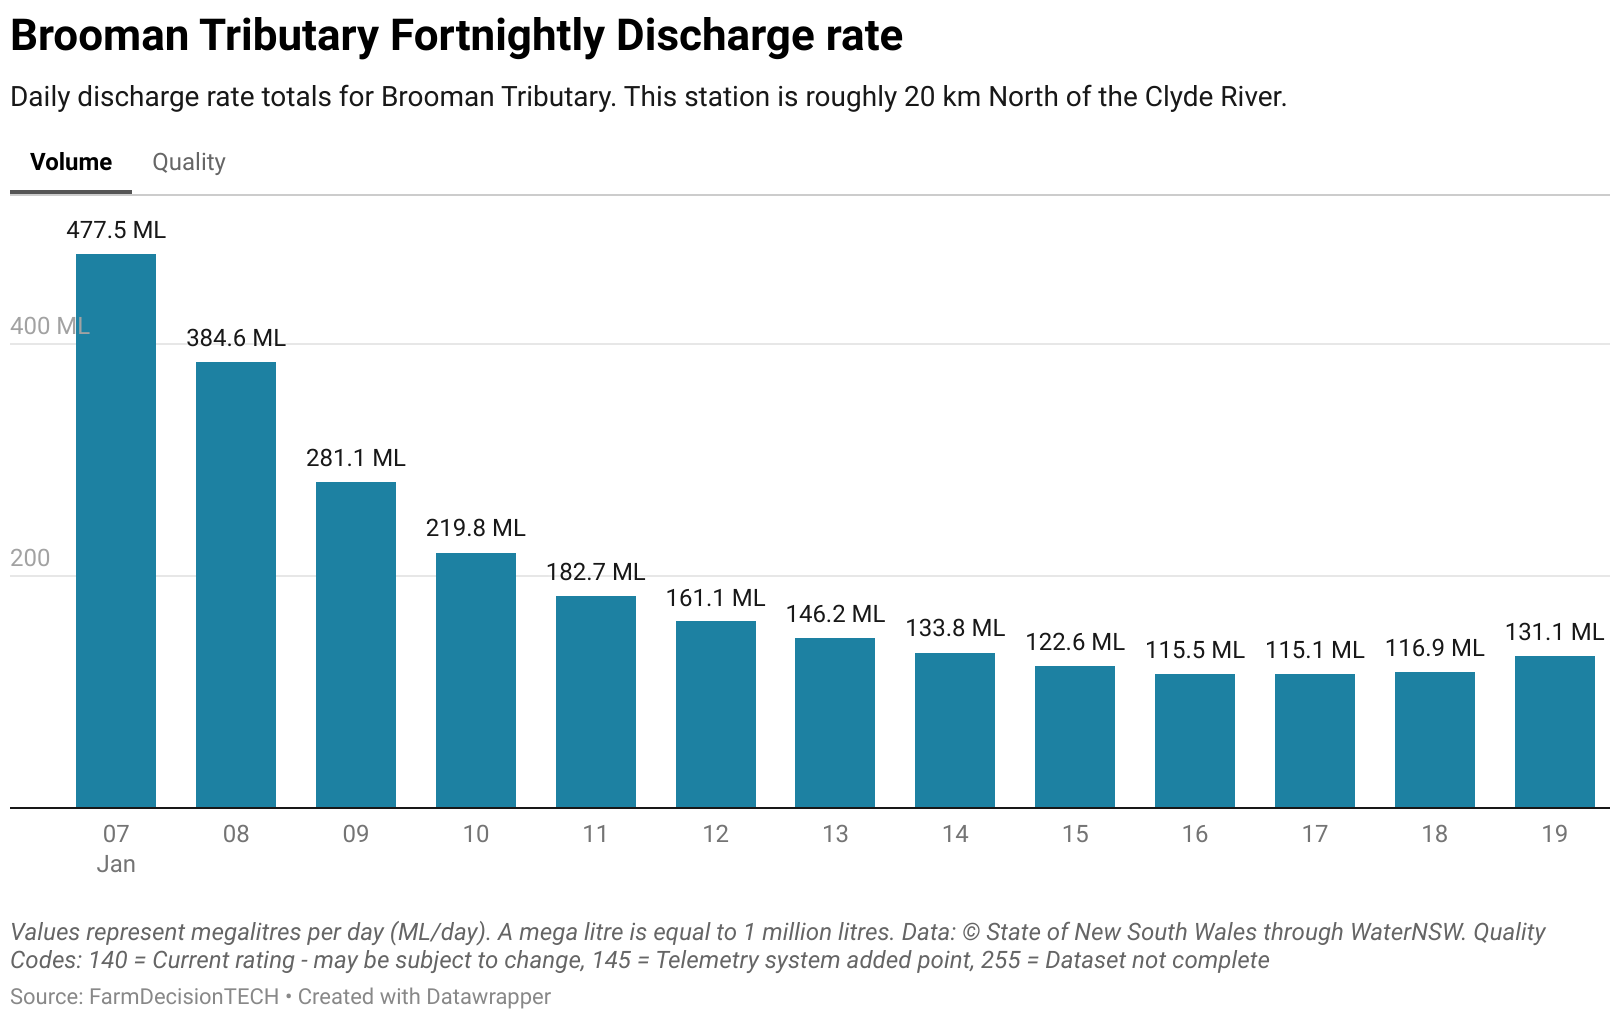 Brooman Tributary Fortnightly Discharge rate
Daily discharge rate totals for Brooman Tributary. This station is roughly 20 km North of the Clyde River.
Volume Quality
477.5 ML
400 ML
384.6 ML
281.1 ML
219.8 ML
200
182.7 ML
161.1 ML
146.2 ML
133.8 ML
122.6 ML
115.5 ML
115.1 ML
116.9 ML
131.1 ML
07 08 09 10 11 12 13 14 15 16 17 18 19
Jan
Values represent megalitres per day (ML/day). A mega litre is equal to 1 million litres. Data: © State of New South Wales through WaterNSW. Quality
Codes: 140 = Current rating - may be subject to change, 145 = Telemetry system added point, 255 = Dataset not complete
Source: FarmDecisionTECH • Created with Datawrapper